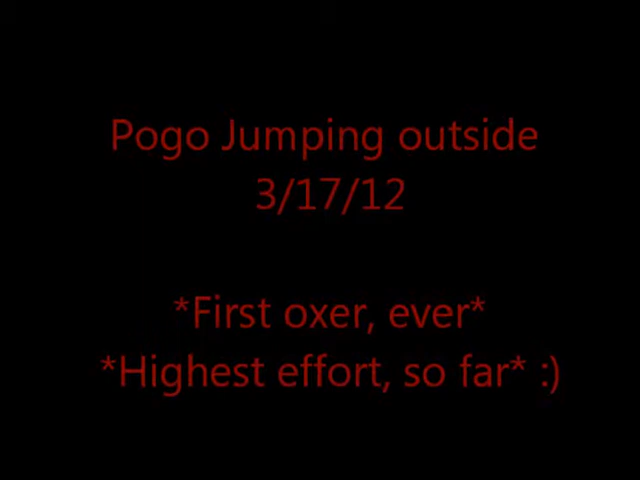 Pogo Jumping outside
3/17/12
*First oxer, ever*
*Highest effort, so far* :)